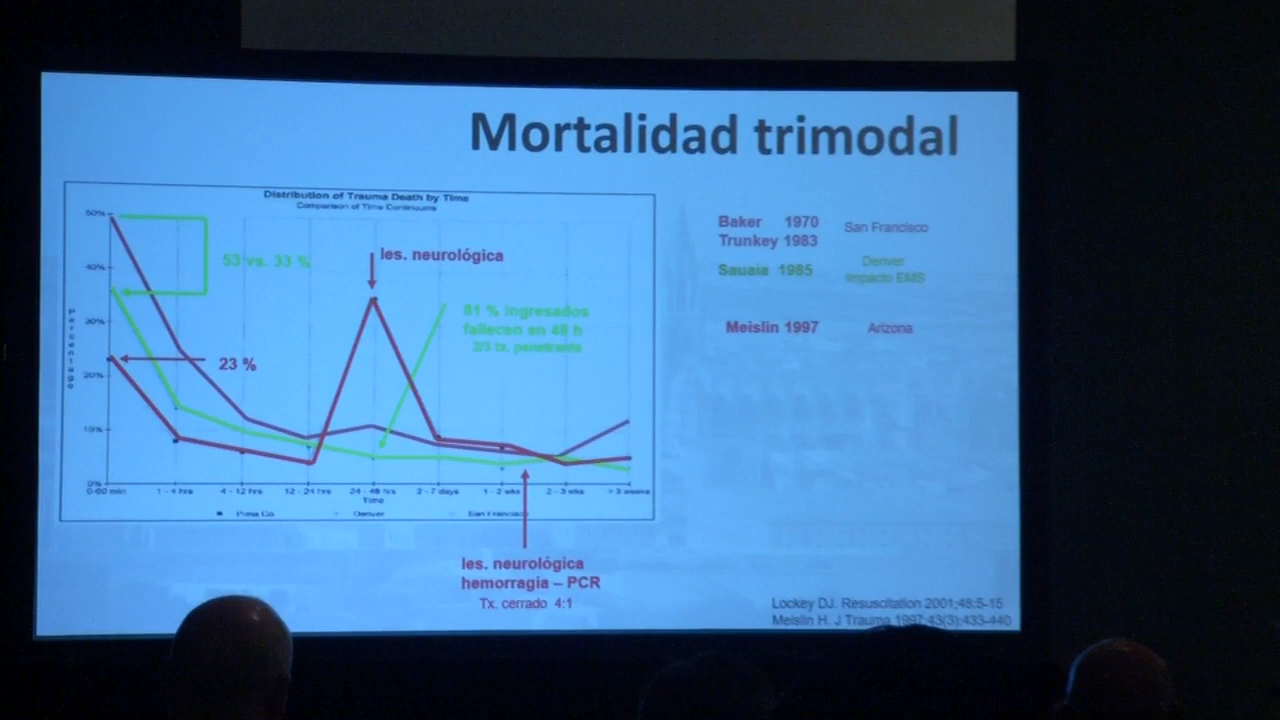 Mortalidad trimodal
Distribution of Trauma Death by Time
Comparison of Time Continuums
Percentage
50%
40%
30%
20%
10%
0%
0-60 min
1 - 4 hrs
4 - 12 hrs
12 - 24 hrs
24 - 48 hrs
2 - 7 days
1 - 2 wks
2 - 3 wks
> 3 weeks
Time
Pima Co
Denver
San Francisco
53 vs. 33 %
les. neurológica
23 %
81 % ingresados
fallecen en 48 h
2/3 tx. penetrante
les. neurológica
hemorragia – PCR
Tx. cerrado 4:1
Baker 1970
Trunkey 1983
San Francisco
Sauaia 1985
Denver
impacto EMS
Meislin 1997
Arizona
Lockey DJ. Resuscitation 2001;48:5-15
Meislin H. J Trauma 1997;43(3):433-440